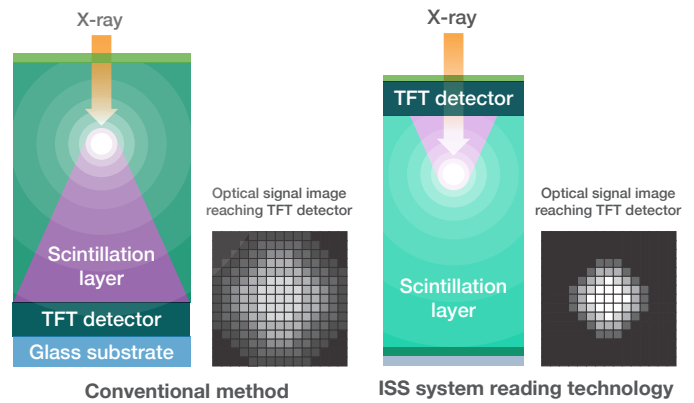 X-ray
Scintillation
layer
TFT detector
Glass substrate
Optical signal image
reaching TFT detector
Conventional method
X-ray
TFT detector
Scintillation
layer
Optical signal image
reaching TFT detector
ISS system reading technology